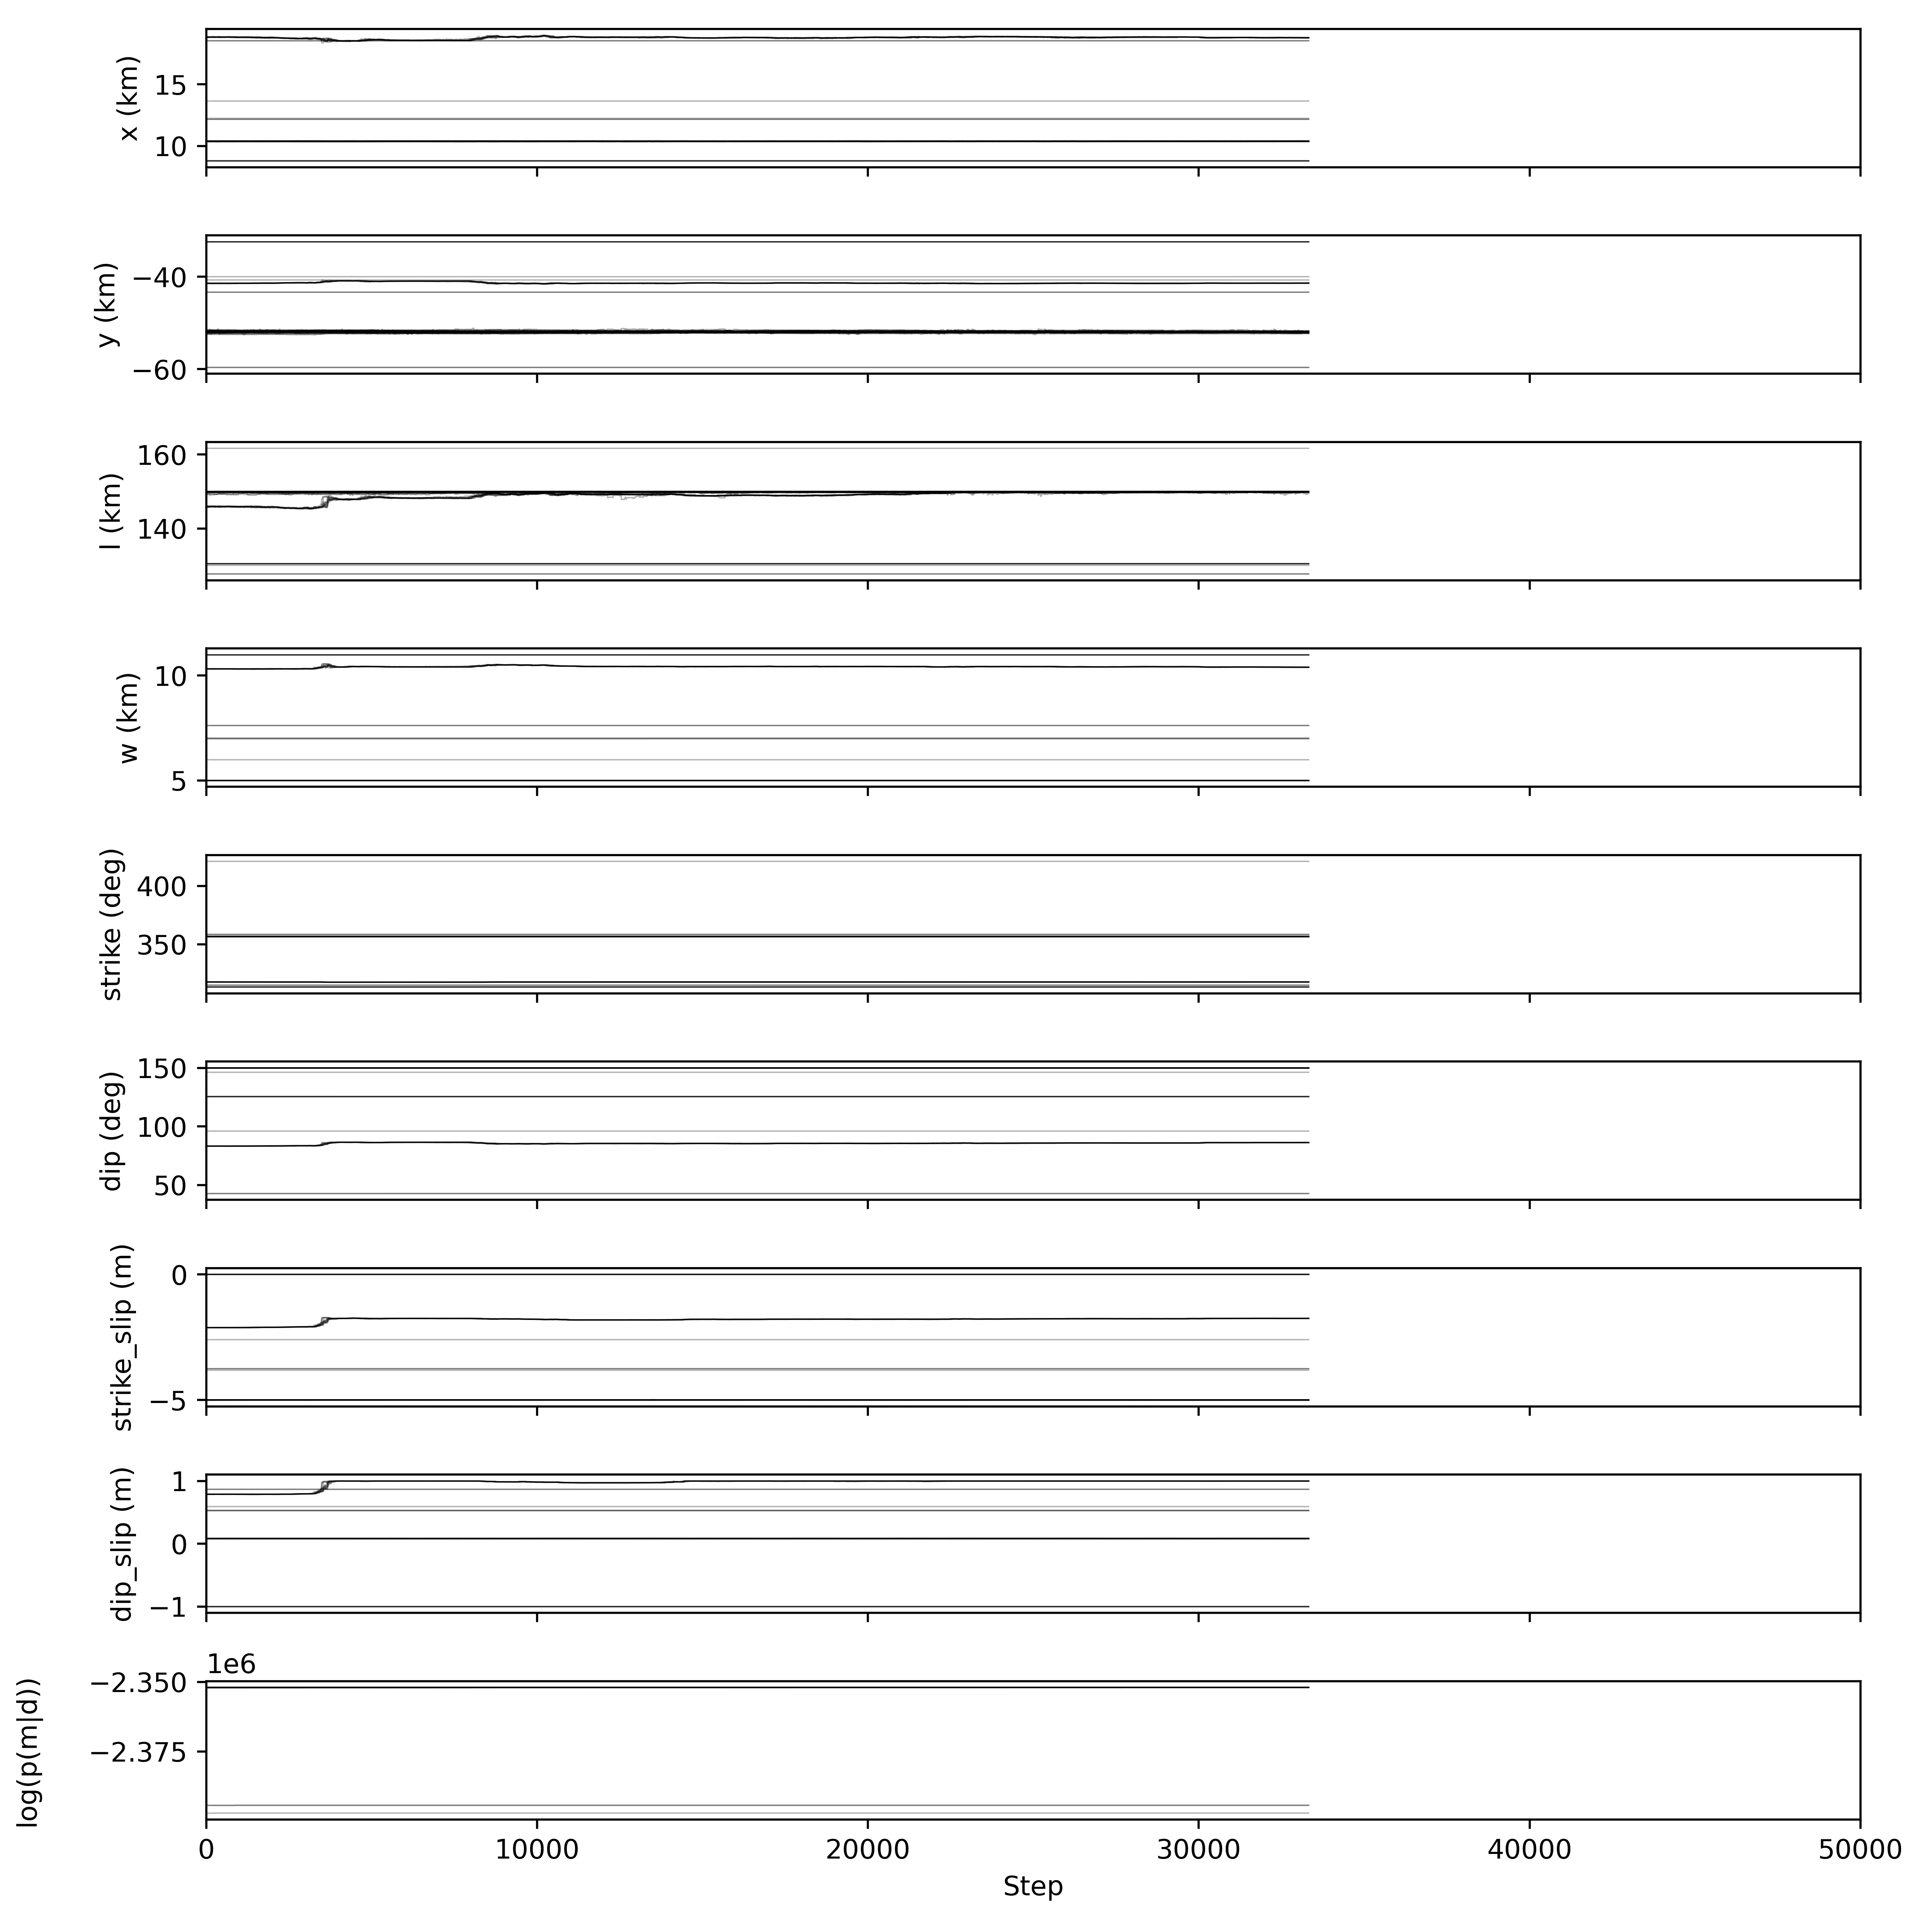 x (km)
15
10
y (km)
−40
−60
l (km)
160
140
w (km)
10
5
strike (deg)
400
350
dip (deg)
150
100
50
strike_slip (m)
0
−5
dip_slip (m)
1
0
−1
log(p(m|d))
1e6
−2.350
−2.375
0 10000 20000 30000 40000 50000
Step